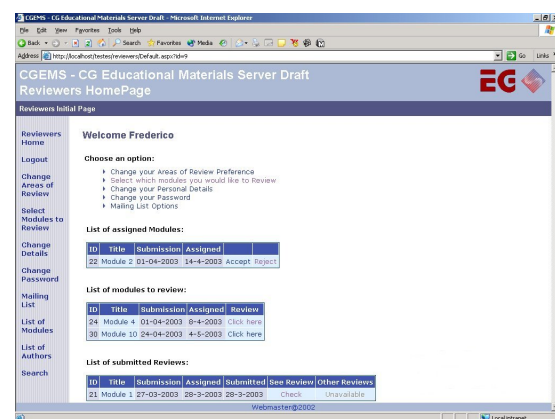 CGEMS - CG Educational Materials Server Draft - Microsoft Internet Explorer
File Edit View Favorites Tools Help
Back Search Favorites Media
Address http://localhost/testes/reviewers/Default.aspx?id=9 Go Links
CGEMS - CG Educational Materials Server Draft
Reviewers HomePage
EG
Reviewers Initial Page
Reviewers
Home
Logout
Change
Areas of
Review
Select
Modules to
Review
Change
Details
Change
Password
Mailing
List
List of
Modules
List of
Authors
Search
Welcome Frederico
Choose an option:
Change your Areas of Review Preference
Select which modules you would like to Review
Change your Personal Details
Change your Password
Mailing List Options
List of assigned Modules:
ID Title Submission Assigned
22 Module 2 01-04-2003 14-4-2003 Accept Reject
List of modules to review:
ID Title Submission Assigned Review
24 Module 4 01-04-2003 8-4-2003 Click here
30 Module 10 24-04-2003 4-5-2003 Click here
List of submitted Reviews:
ID Title Submission Assigned Submitted See Review Other Reviews
21 Module 1 27-03-2003 28-3-2003 28-3-2003 Check Unavailable
Webmaster@2002
Local intranet